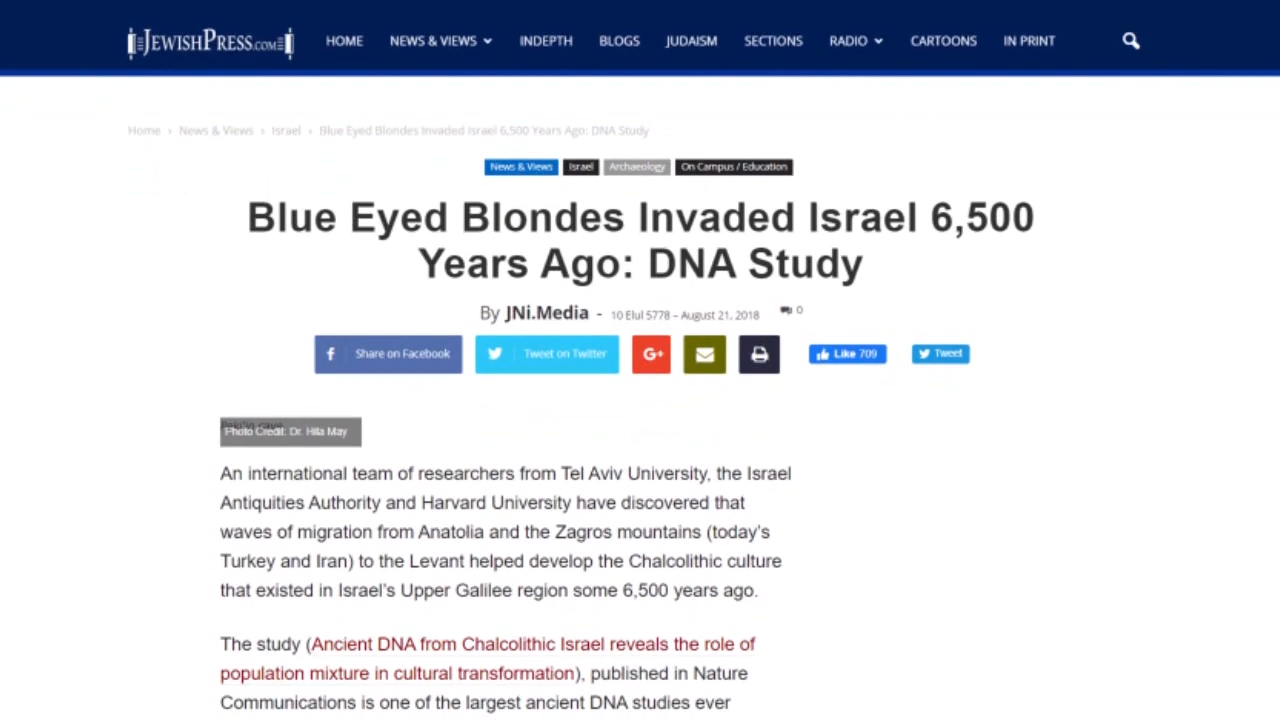 JEWISHPRESS.COM
HOME NEWS & VIEWS INDEPTH BLOGS JUDAISM SECTIONS RADIO CARTOONS IN PRINT
Home › News & Views › Israel › Blue Eyed Blondes Invaded Israel 6,500 Years Ago: DNA Study
News & Views Israel Archaeology On Campus / Education
Blue Eyed Blondes Invaded Israel 6,500
Years Ago: DNA Study
By JNi.Media - 10 Elul 5778 – August 21, 2018 0
f Share on Facebook Tweet on Twitter G+ Like 709 Tweet
Photo Credit: Dr. Hila May
An international team of researchers from Tel Aviv University, the Israel
Antiquities Authority and Harvard University have discovered that
waves of migration from Anatolia and the Zagros mountains (today's
Turkey and Iran) to the Levant helped develop the Chalcolithic culture
that existed in Israel's Upper Galilee region some 6,500 years ago.
The study (Ancient DNA from Chalcolithic Israel reveals the role of
population mixture in cultural transformation), published in Nature
Communications is one of the largest ancient DNA studies ever